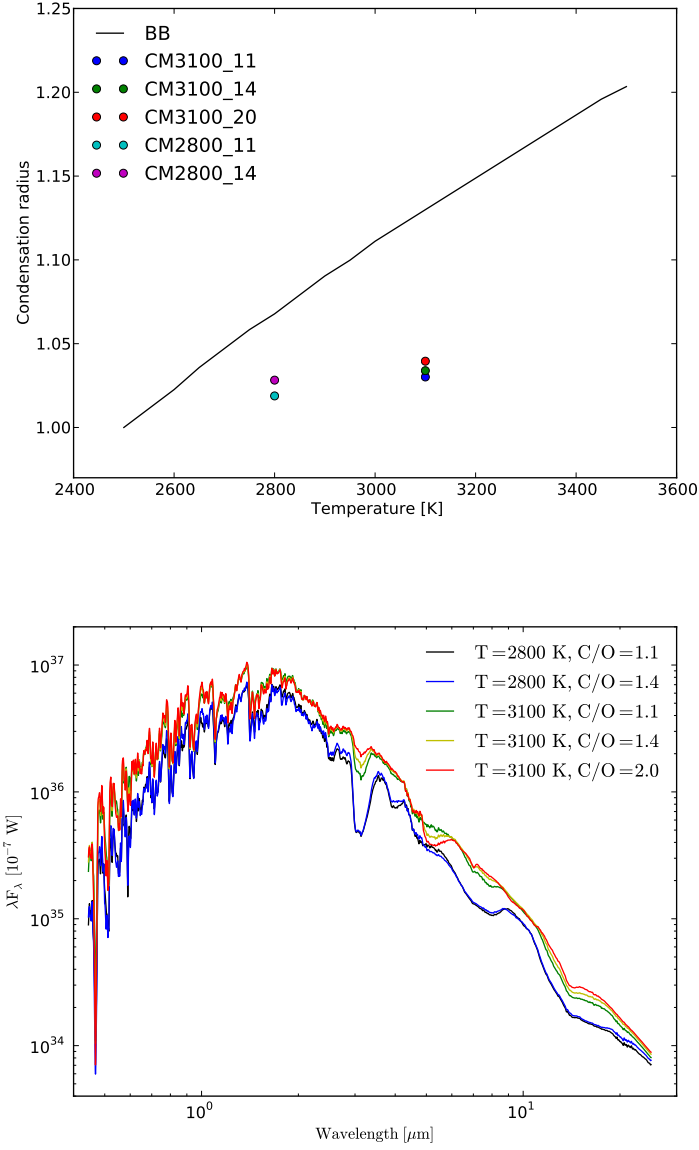 1.25
BB
CM3100_11
CM3100_14
CM3100_20
CM2800_11
CM2800_14
1.20
1.15
1.10
1.05
1.00
Condensation radius
2400 2600 2800 3000 3200 3400 3600
Temperature [K]
T=2800 K, C/O=1.1
T=2800 K, C/O=1.4
T=3100 K, C/O=1.1
T=3100 K, C/O=1.4
T=3100 K, C/O=2.0
10^37
10^36
10^35
10^34
λF_λ [10^−7 W]
10^0 10^1
Wavelength [μm]